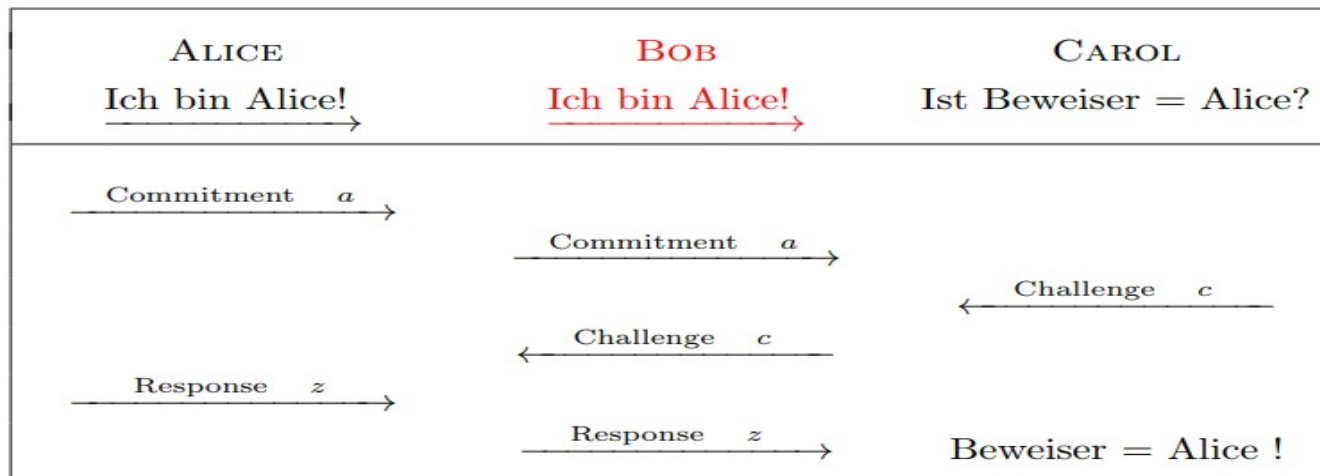 ALICE BOB CAROL
Ich bin Alice! Ich bin Alice! Ist Beweiser = Alice?
Commitment a
Commitment a
Challenge c
Challenge c
Response z
Response z Beweiser = Alice !